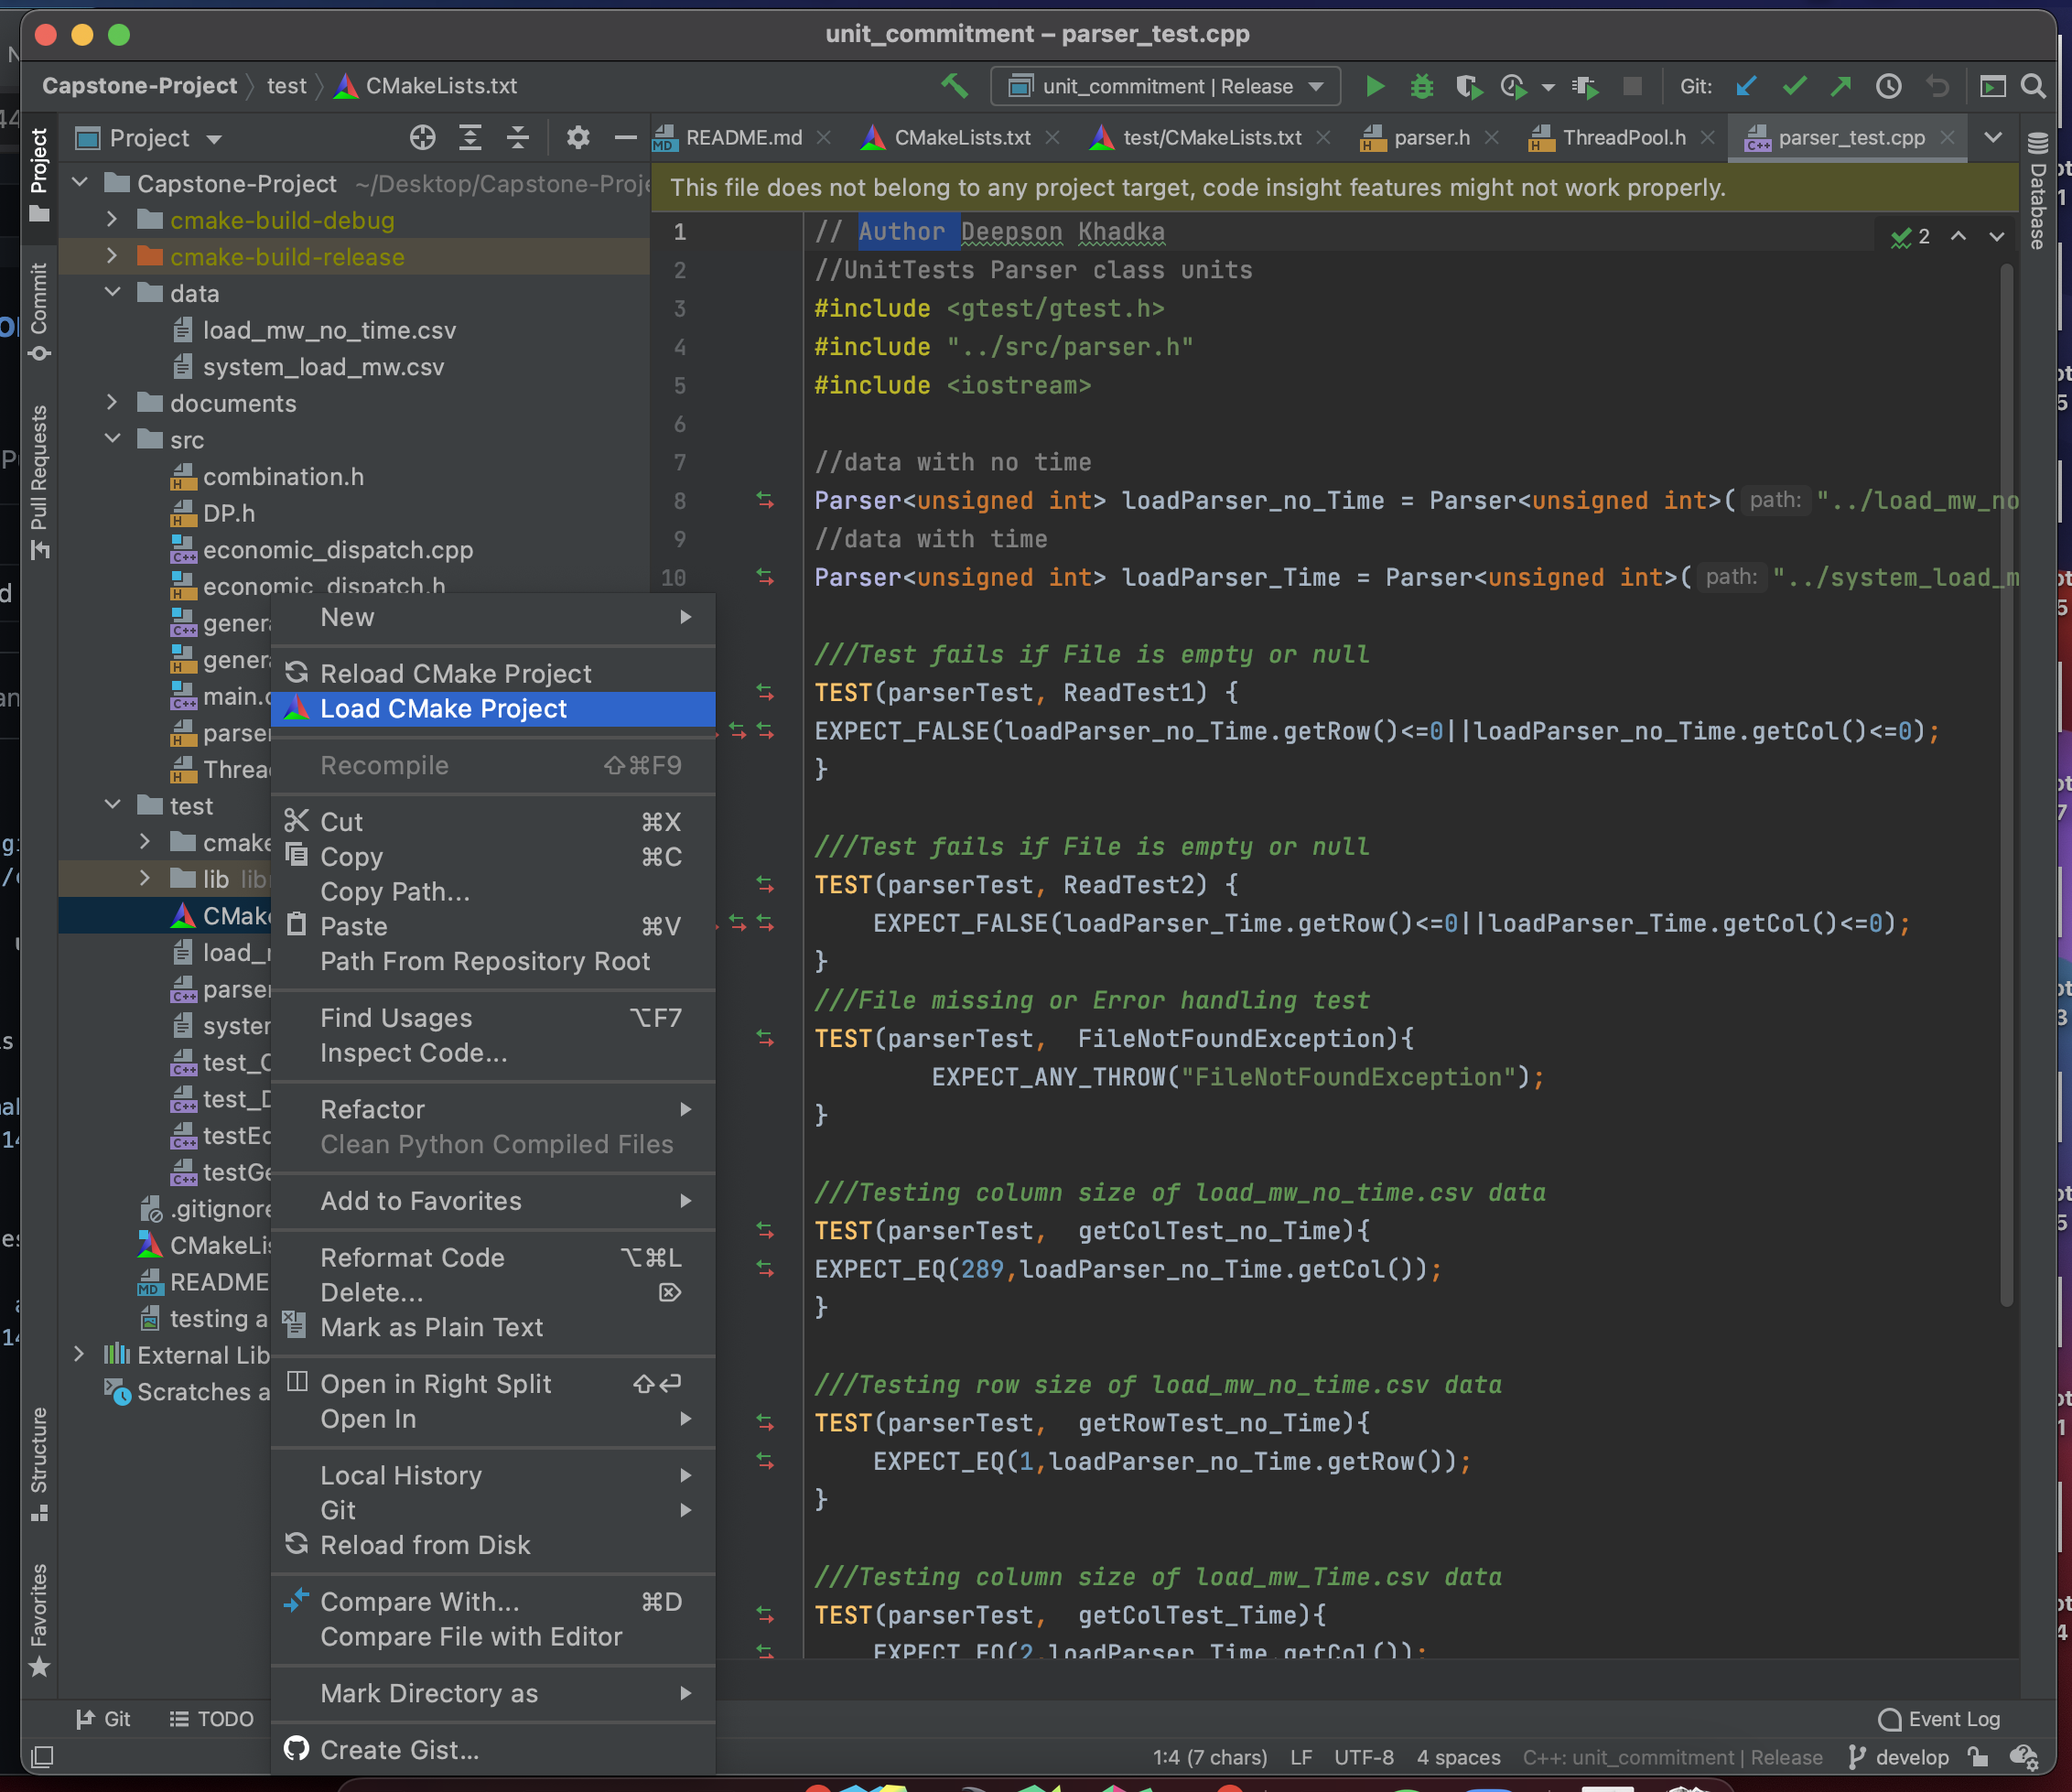 unit_commitment – parser_test.cpp
Capstone-Project test CMakeLists.txt
unit_commitment | Release
Git:
Project
README.md
CMakeLists.txt
test/CMakeLists.txt
parser.h
ThreadPool.h
parser_test.cpp
Project
Commit
Pull Requests
Structure
Favorites
Database
Capstone-Project ~/Desktop/Capstone-Proje
cmake-build-debug
cmake-build-release
data
load_mw_no_time.csv
system_load_mw.csv
documents
src
combination.h
DP.h
economic_dispatch.cpp
economic_dispatch.h
genera
genera
main.c
parser
Threa
test
cmake
lib lib
CMake
load_
parser
system
test_C
test_D
testEc
testGe
.gitignore
CMakeLis
README
testing a
External Lib
Scratches a
New
Reload CMake Project
Load CMake Project
Recompile ⇧⌘F9
Cut ⌘X
Copy ⌘C
Copy Path...
Paste ⌘V
Path From Repository Root
Find Usages ⌥F7
Inspect Code...
Refactor
Clean Python Compiled Files
Add to Favorites
Reformat Code ⌥⌘L
Delete... ⌦
Mark as Plain Text
Open in Right Split ⇧⏎
Open In
Local History
Git
Reload from Disk
Compare With... ⌘D
Compare File with Editor
Mark Directory as
Create Gist...
This file does not belong to any project target, code insight features might not work properly.
2
1 // Author Deepson Khadka
2 //UnitTests Parser class units
3 #include <gtest/gtest.h>
4 #include "../src/parser.h"
5 #include <iostream>
6
7 //data with no time
8 Parser<unsigned int> loadParser_no_Time = Parser<unsigned int>( path: "../load_mw_no
9 //data with time
10 Parser<unsigned int> loadParser_Time = Parser<unsigned int>( path: "../system_load_m
///Test fails if File is empty or null
TEST(parserTest, ReadTest1) {
EXPECT_FALSE(loadParser_no_Time.getRow()<=0||loadParser_no_Time.getCol()<=0);
}
///Test fails if File is empty or null
TEST(parserTest, ReadTest2) {
EXPECT_FALSE(loadParser_Time.getRow()<=0||loadParser_Time.getCol()<=0);
}
///File missing or Error handling test
TEST(parserTest,  FileNotFoundException){
EXPECT_ANY_THROW("FileNotFoundException");
}
///Testing column size of load_mw_no_time.csv data
TEST(parserTest,  getColTest_no_Time){
EXPECT_EQ(289,loadParser_no_Time.getCol());
}
///Testing row size of load_mw_no_time.csv data
TEST(parserTest,  getRowTest_no_Time){
EXPECT_EQ(1,loadParser_no_Time.getRow());
}
///Testing column size of load_mw_Time.csv data
TEST(parserTest,  getColTest_Time){
EXPECT_EQ(2,loadParser_Time.getCol());
Git
TODO
Event Log
1:4 (7 chars) LF UTF-8 4 spaces C++: unit_commitment | Release develop